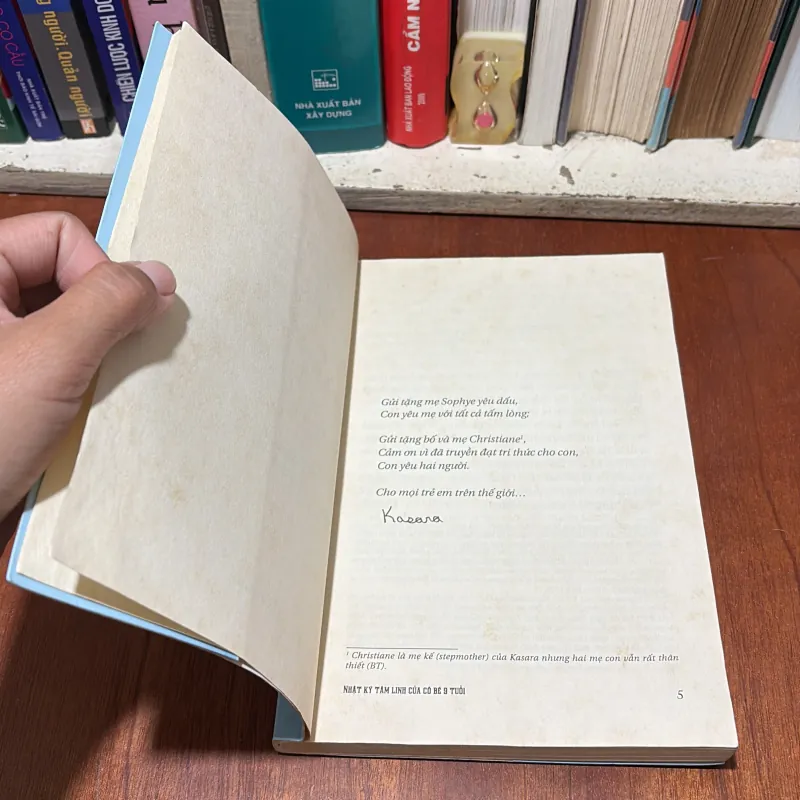 CƠ CẤU
người. Quản người
CHIẾN LƯỢC KINH DO
NHÀ XUẤT BẢN
XÂY DỰNG
CẨM N
NHÀ XUẤT BẢN LAO ĐỘNG
Gửi tặng mẹ Sophye yêu dấu,
Con yêu mẹ với tất cả tấm lòng;
Gửi tặng bố và mẹ Christiane¹,
Cảm ơn vì đã truyền đạt tri thức cho con,
Con yêu hai người.
Cho mọi trẻ em trên thế giới...
Kasara
¹ Christiane là mẹ kế (stepmother) của Kasara nhưng hai mẹ con vẫn rất thân
thiết (BT).
NHẬT KÝ TÂM LINH CỦA CÔ BÉ 9 TUỔI
5